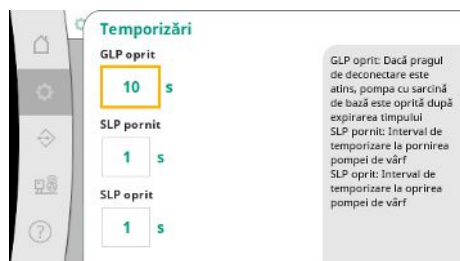 Temporizări
GLP oprit
10 s
SLP pornit
1 s
SLP oprit
1 s
GLP oprit: Dacă pragul
de deconectare este
atins, pompa cu sarcină
de bază este oprită după
expirarea timpului
SLP pornit: Interval de
temporizare la pornirea
pompei de vârf
SLP oprit: Interval de
temporizare la oprirea
pompei de vârf